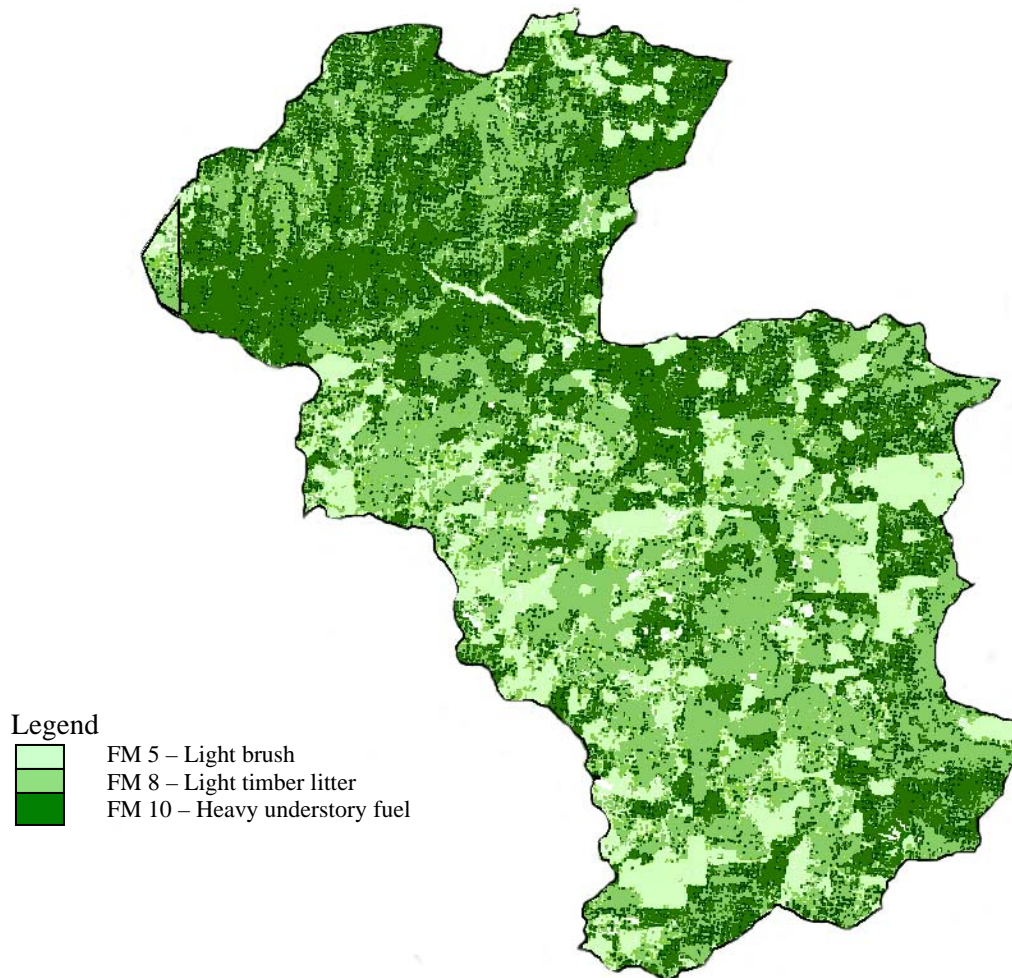 Legend
FM 5 – Light brush
FM 8 – Light timber litter
FM 10 – Heavy understory fuel